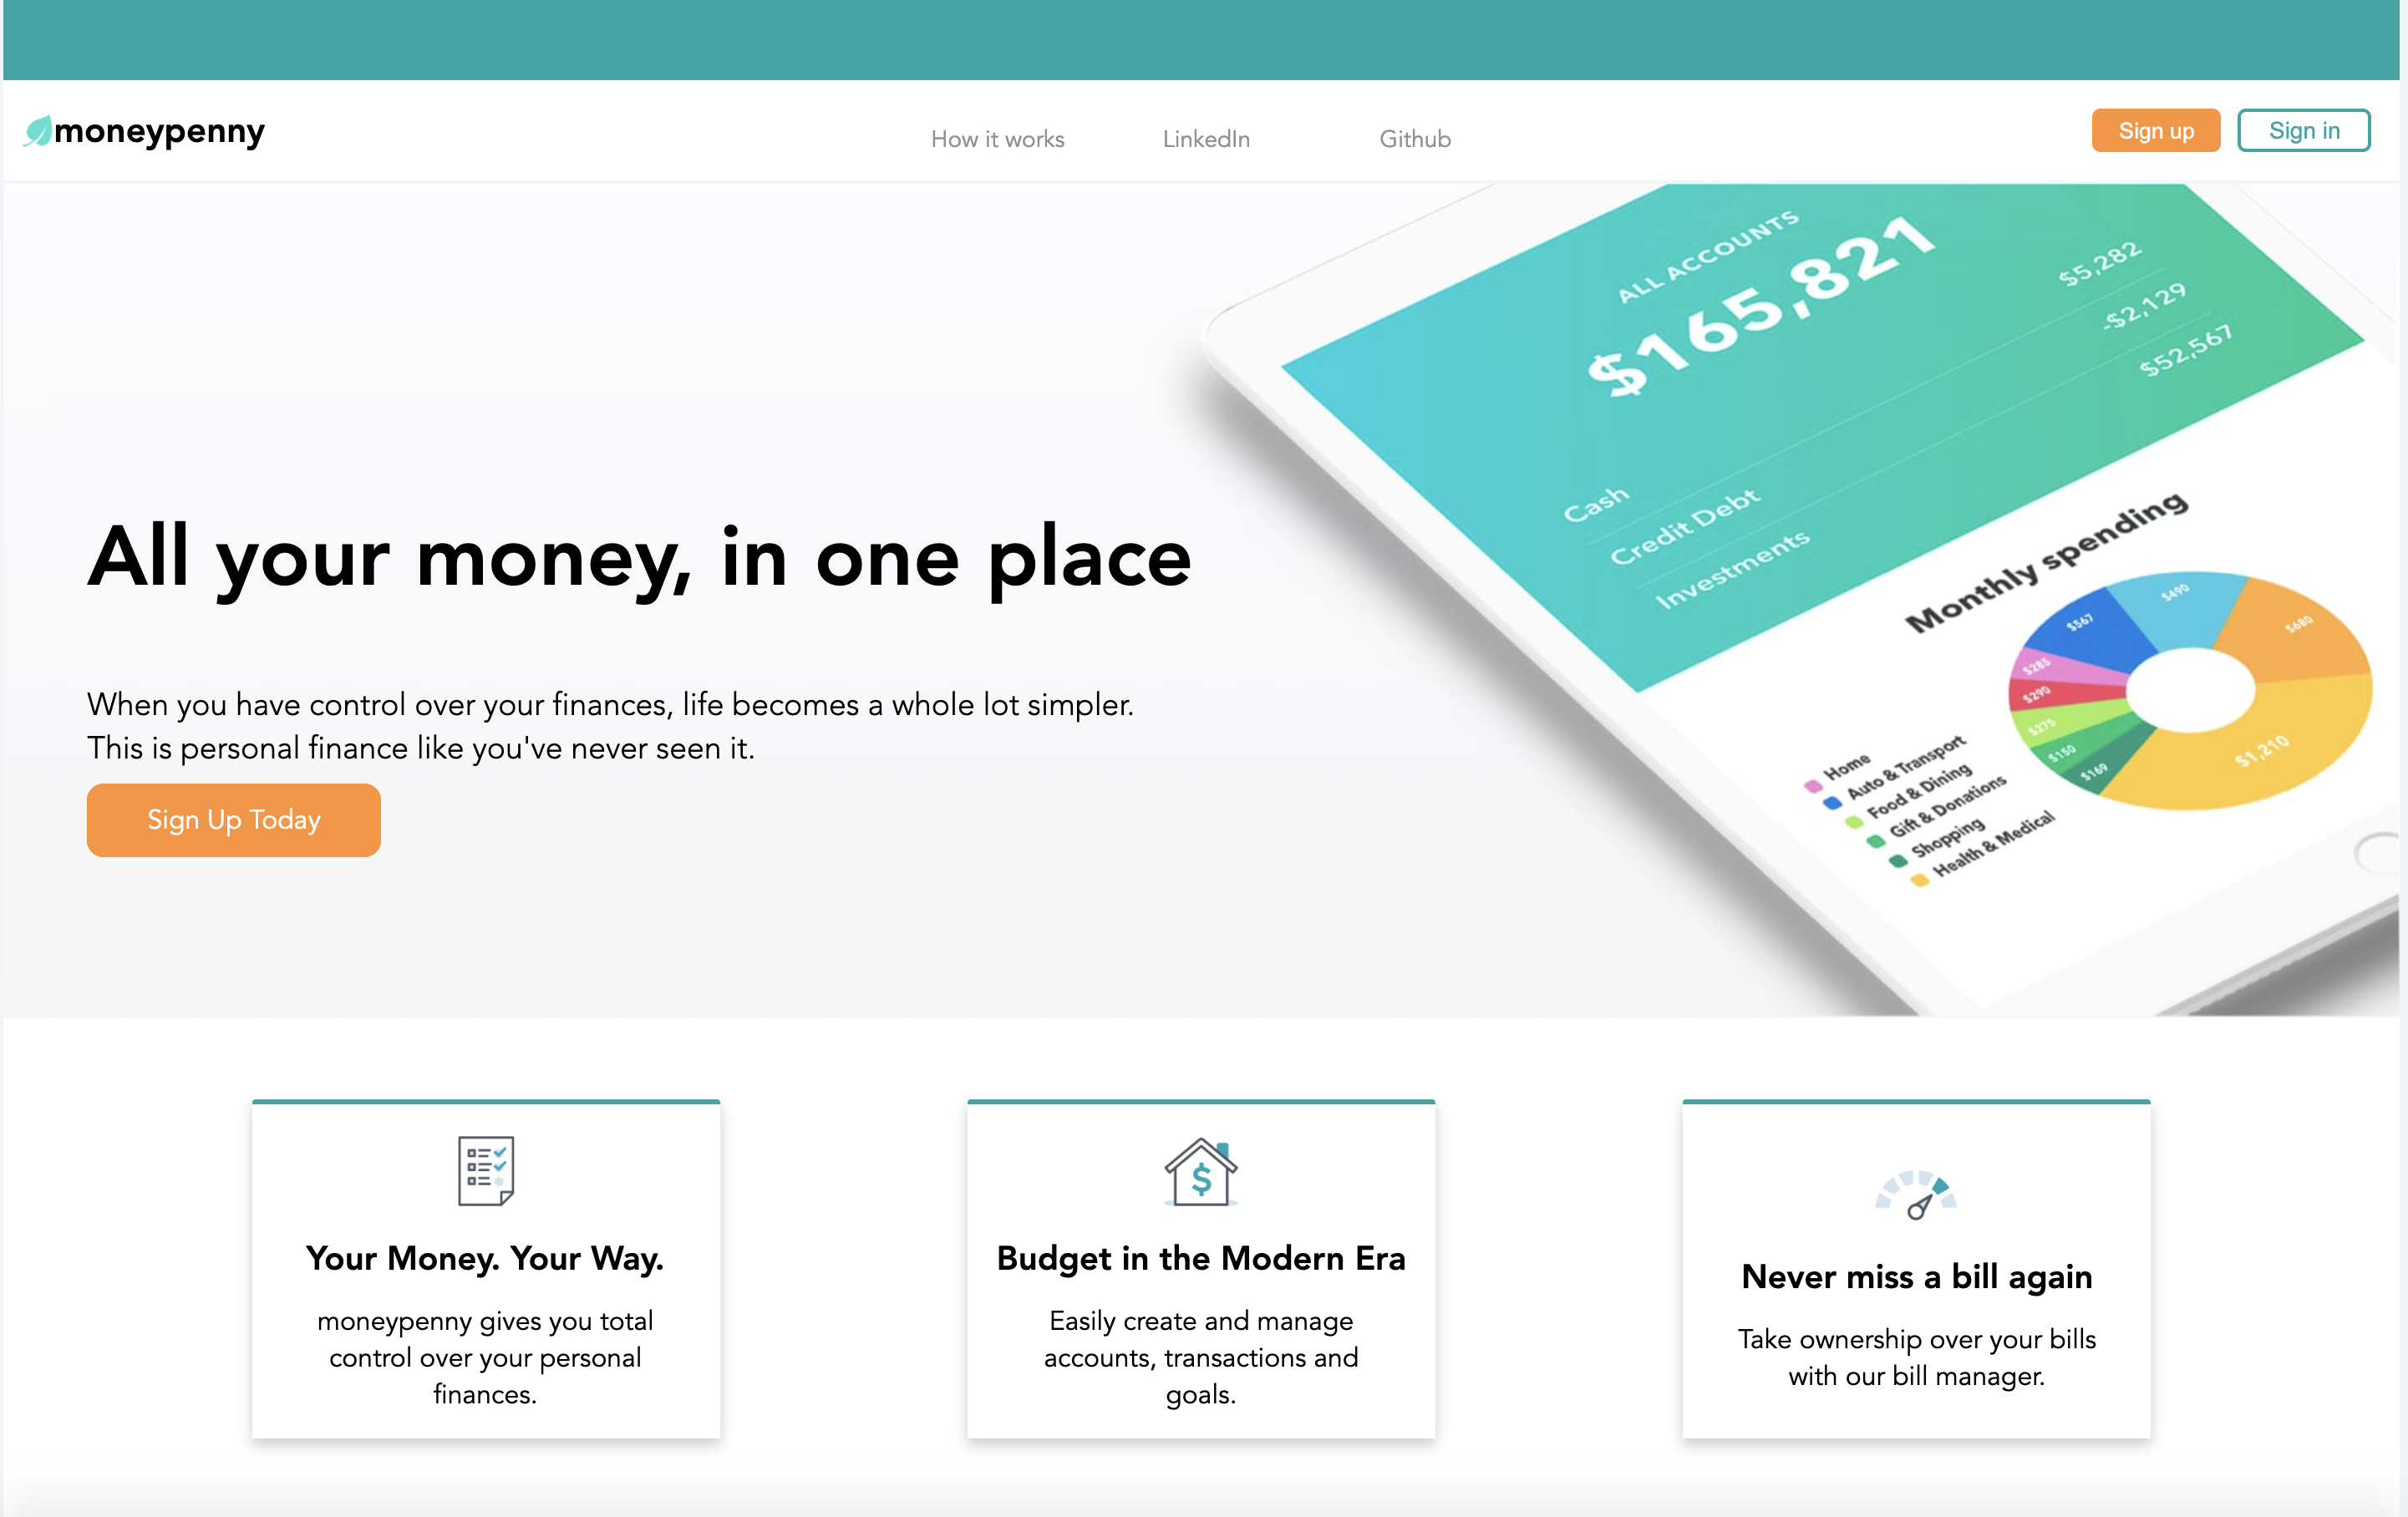 moneypenny
How it works
LinkedIn
Github
Sign up
Sign in
ALL ACCOUNTS
$165,821
Cash
$5,282
Credit Debt
-$2,129
Investments
$52,567
All your money, in one place
When you have control over your finances, life becomes a whole lot simpler.
This is personal finance like you've never seen it.
Sign Up Today
Monthly spending
$490
$680
$567
$285
$290
$275
$150
$169
$1,210
Home
Auto & Transport
Food & Dining
Gift & Donations
Shopping
Health & Medical
$
Your Money. Your Way.
moneypenny gives you total
control over your personal
finances.
Budget in the Modern Era
Easily create and manage
accounts, transactions and
goals.
Never miss a bill again
Take ownership over your bills
with our bill manager.